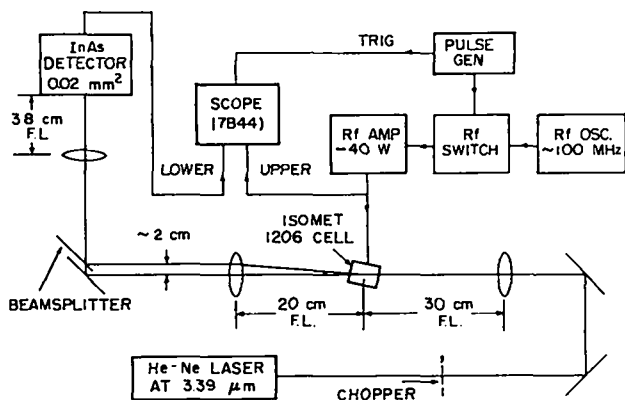 InAs
DETECTOR
0.02 mm²
38 cm
F.L
SCOPE
(7B44)
TRIG
PULSE
GEN
Rf AMP
~40 W
Rf
SWITCH
Rf OSC.
~100 MHz
LOWER
UPPER
ISOMET
1206 CELL
~ 2 cm
BEAMSPLITTER
20 cm
F.L.
30 cm
F.L.
He-Ne LASER
AT 3.39 μm
CHOPPER